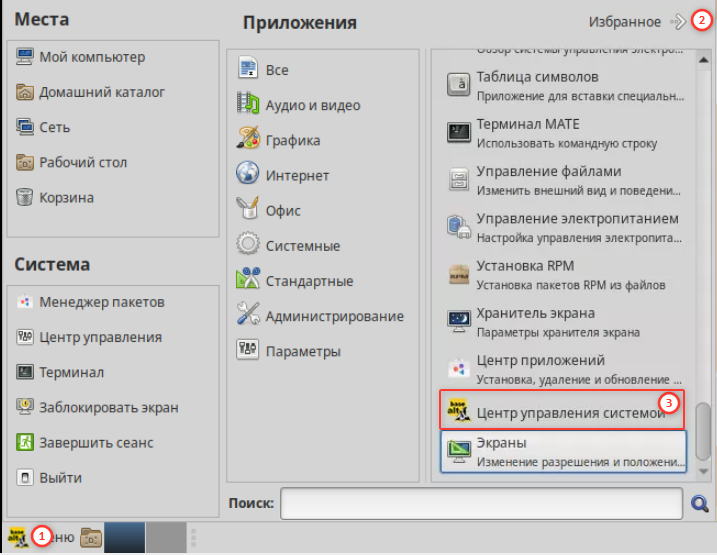 Места
Мой компьютер
Домашний каталог
Сеть
Рабочий стол
Корзина
Система
Менеджер пакетов
Центр управления
Терминал
Заблокировать экран
Завершить сеанс
Выйти
Приложения
Избранное
2
Все
Аудио и видео
Графика
Интернет
Офис
Системные
Стандартные
Администрирование
Параметры
Обзор системы управления электро...
Таблица символов
Приложение для вставки специальн...
Терминал MATE
Использовать командную строку
Управление файлами
Изменить внешний вид и поведени...
Управление электропитанием
Настройка управления электропита...
Установка RPM
Установка пакетов RPM из файлов
Хранитель экрана
Параметры хранителя экрана
Центр приложений
Установка, удаление и обновление ...
3
base
alt
Центр управления системой
Экраны
Изменение разрешения и положени...
Поиск:
base
alt
1
ню